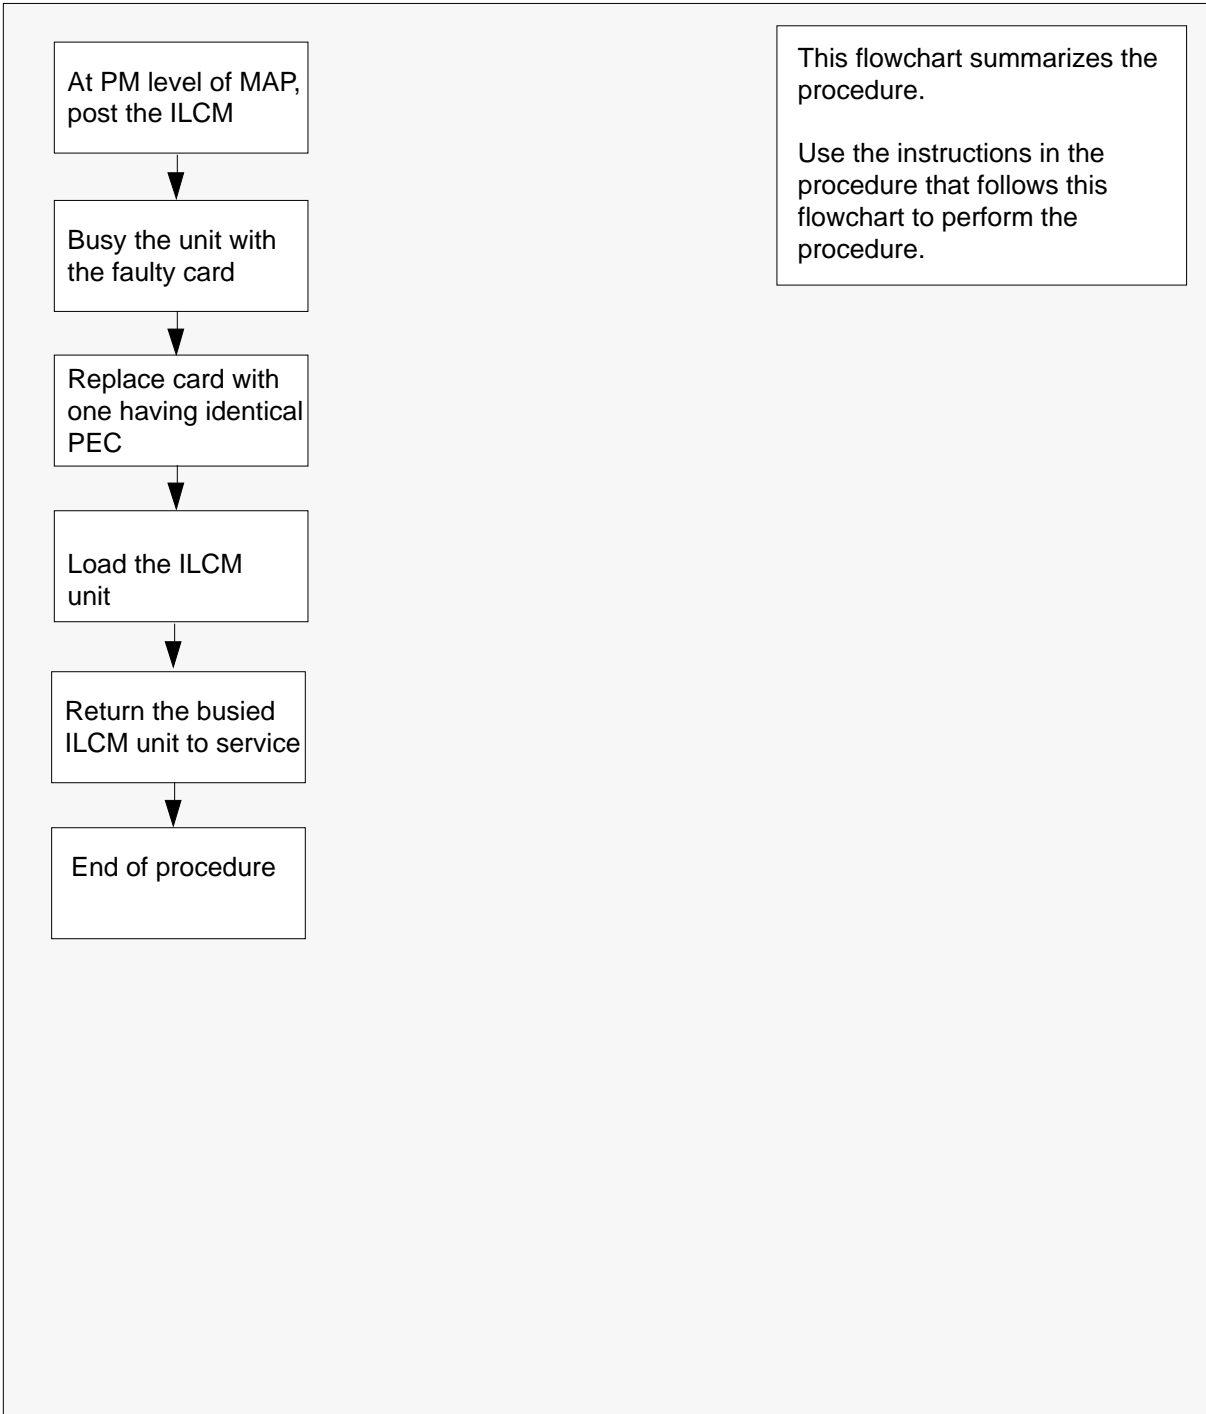 At PM level of MAP,
post the ILCM
Busy the unit with
the faulty card
Replace card with
one having identical
PEC
Load the ILCM
unit
Return the busied
ILCM unit to service
End of procedure
This flowchart summarizes the
procedure.
Use the instructions in the
procedure that follows this
flowchart to perform the
procedure.